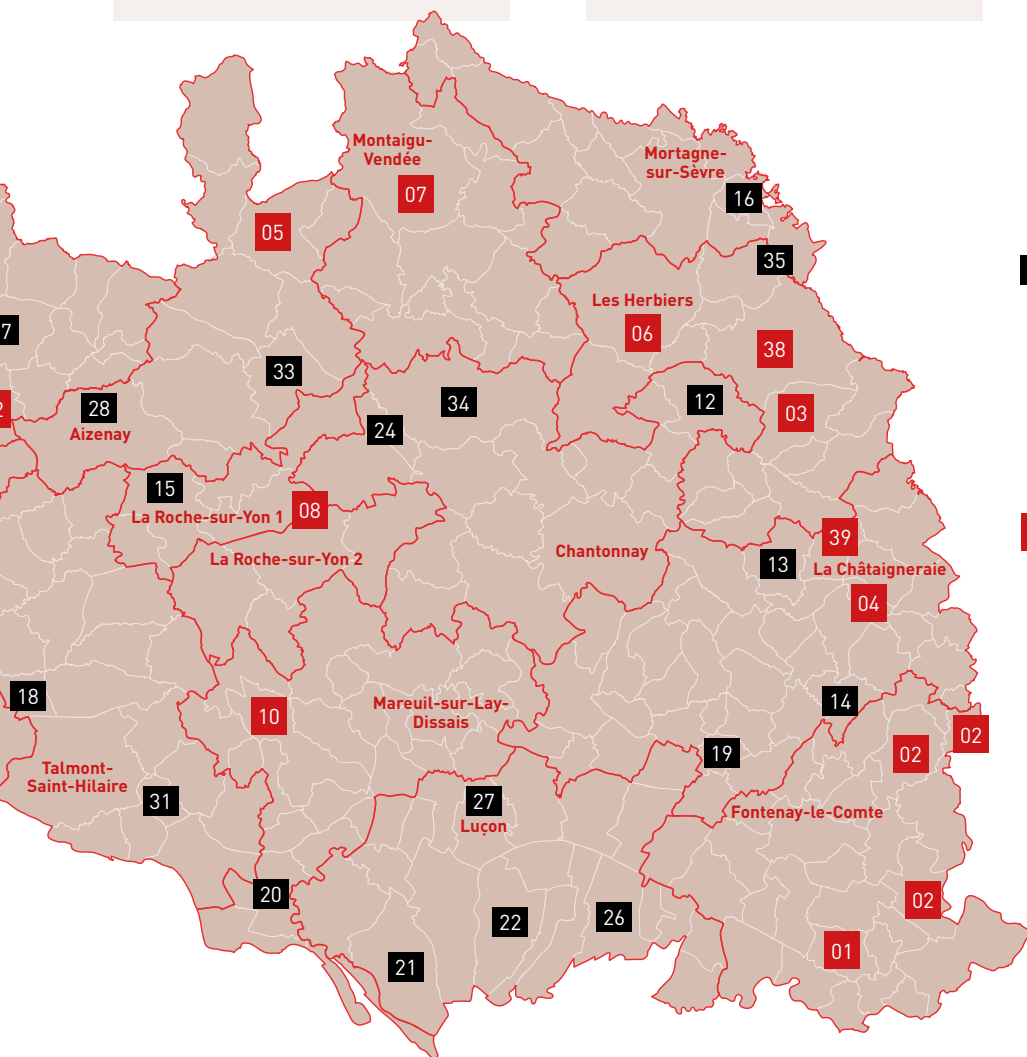 Montaigu-
Vendée
07
Mortagne-
sur-Sèvre
16
05
35
Les Herbiers
06
7
38
33
12
34
03
2
28
Aizenay
24
15
La Roche-sur-Yon 1
08
39
La Roche-sur-Yon 2
Chantonnay
13
La Châtaigneraie
04
18
10
Mareuil-sur-Lay-
Dissais
14
02
19
02
Talmont-
Saint-Hilaire
31
27
Luçon
Fontenay-le-Comte
20
22
26
02
21
01